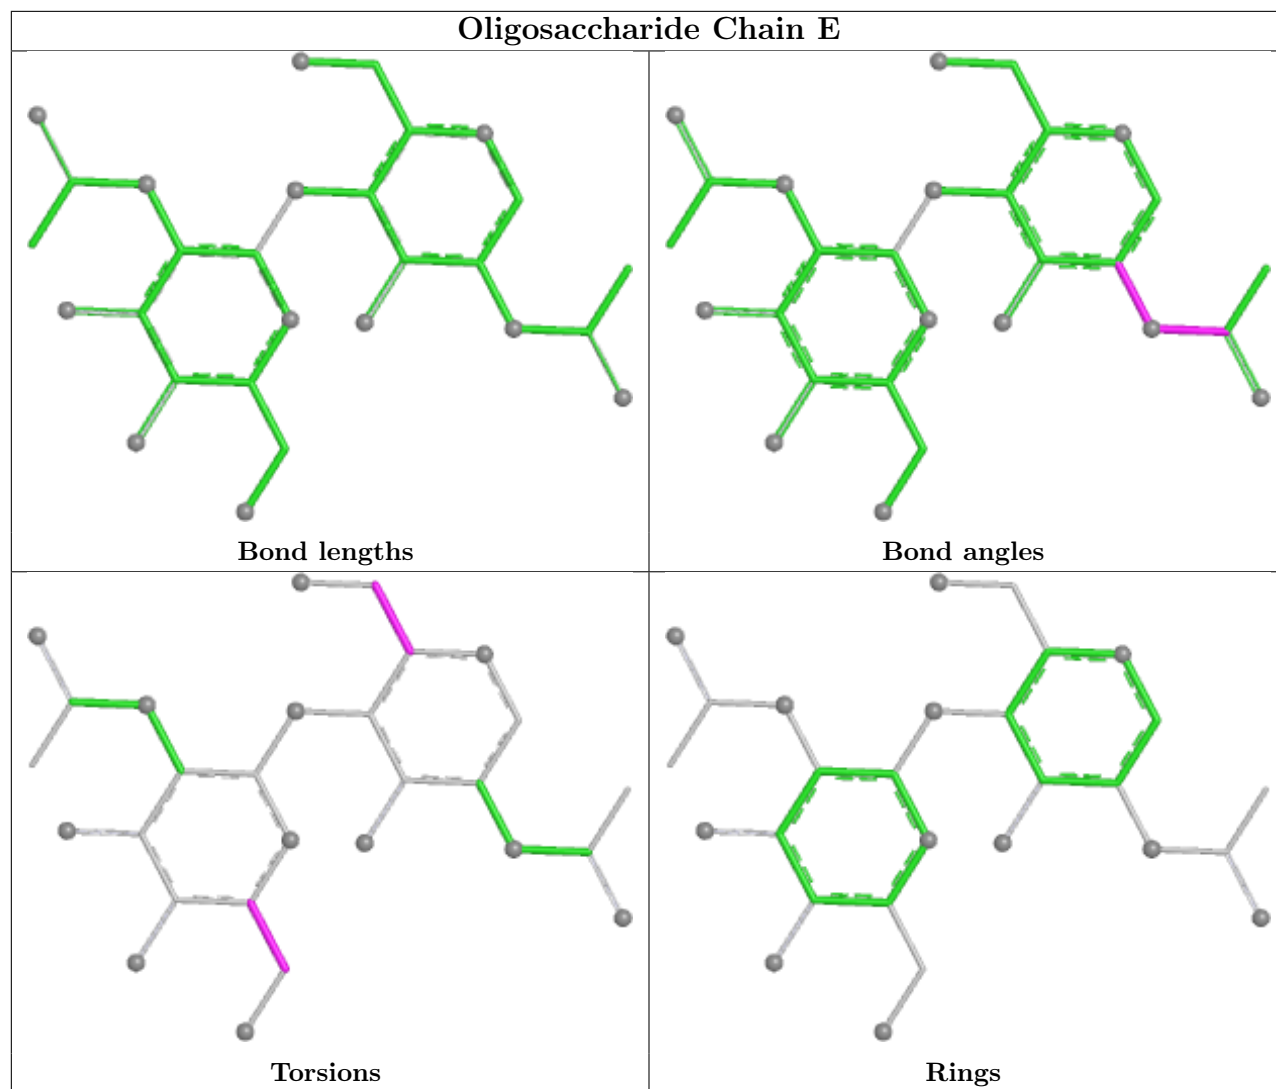 Oligosaccharide Chain E
Bond lengths
Bond angles
Torsions
Rings